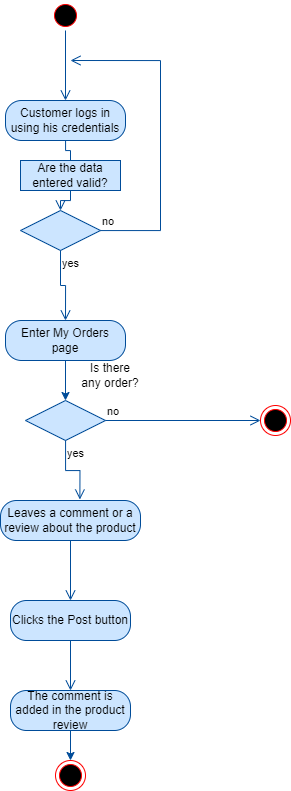 Customer logs in
using his credentials
Are the data
entered valid?
no
yes
Enter My Orders
page
Is there
any order?
no
yes
Leaves a comment or a
review about the product
Clicks the Post button
The comment is
added in the product
review